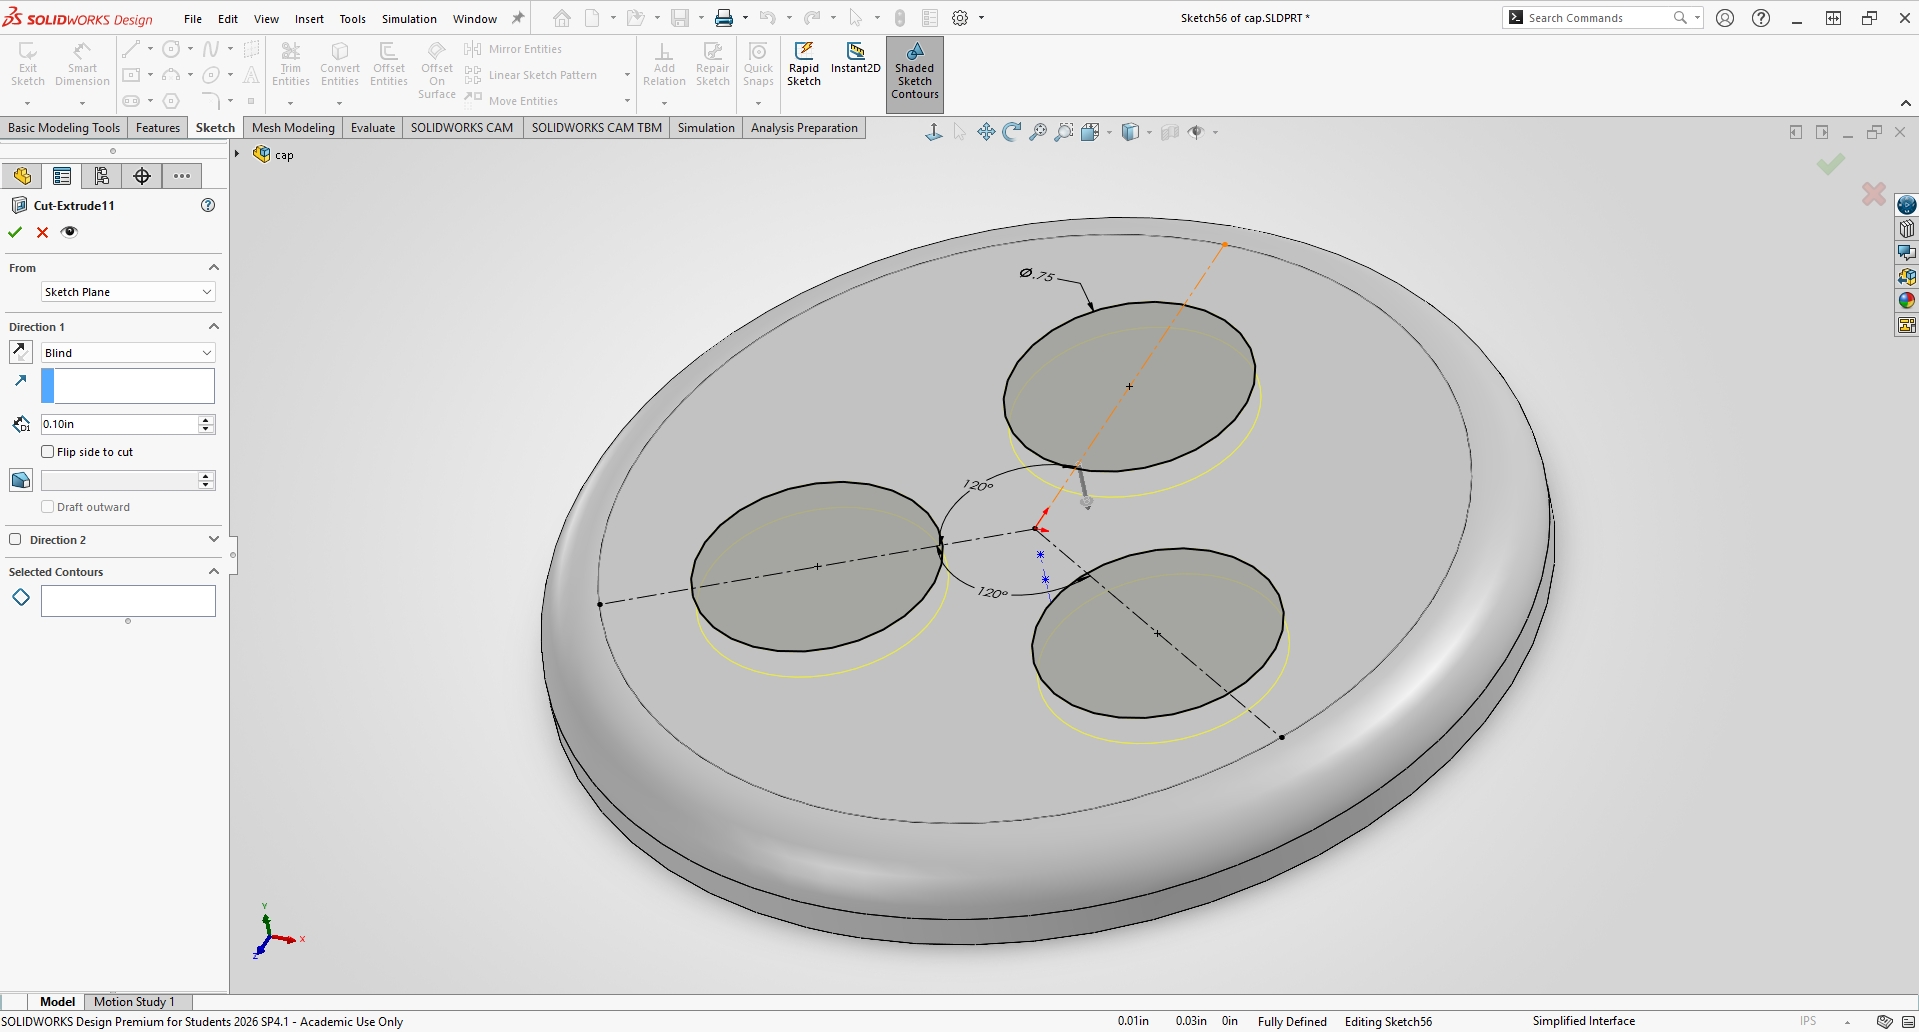 SOLIDWORKS Design File Edit View Insert Tools Simulation Window Sketch56 of cap.SLDPRT * Search Commands
Exit Sketch
Smart Dimension
Trim Entities
Convert Entities
Offset Entities
Offset On Surface
Mirror Entities
Linear Sketch Pattern
Move Entities
Add Relation
Repair Sketch
Quick Snaps
Rapid Sketch
Instant2D
Shaded Sketch Contours
Basic Modeling Tools Features Sketch Mesh Modeling Evaluate SOLIDWORKS CAM SOLIDWORKS CAM TBM Simulation Analysis Preparation
cap
Cut-Extrude11
From
Sketch Plane
Direction 1
Blind
D1 0.10in
Flip side to cut
Draft outward
Direction 2
Selected Contours
Ø.75
120°
120°
Y
X
Z
Model Motion Study 1
SOLIDWORKS Design Premium for Students 2026 SP4.1 - Academic Use Only 0.01in 0.03in 0in Fully Defined Editing Sketch56 Simplified Interface IPS